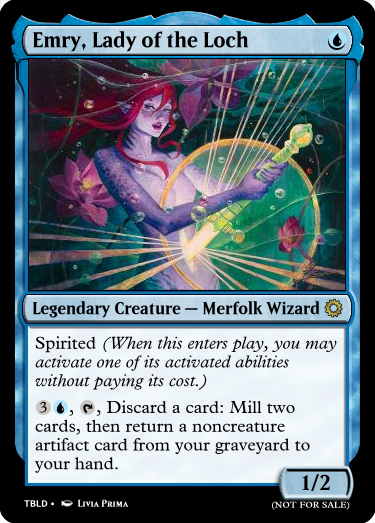 Emry, Lady of the Loch
Legendary Creature — Merfolk Wizard
Spirited (When this enters play, you may
activate one of its activated abilities
without paying its cost.)
3, , Discard a card: Mill two
cards, then return a noncreature
artifact card from your graveyard to
your hand.
1/2
TBLD • Livia Prima
(NOT FOR SALE)